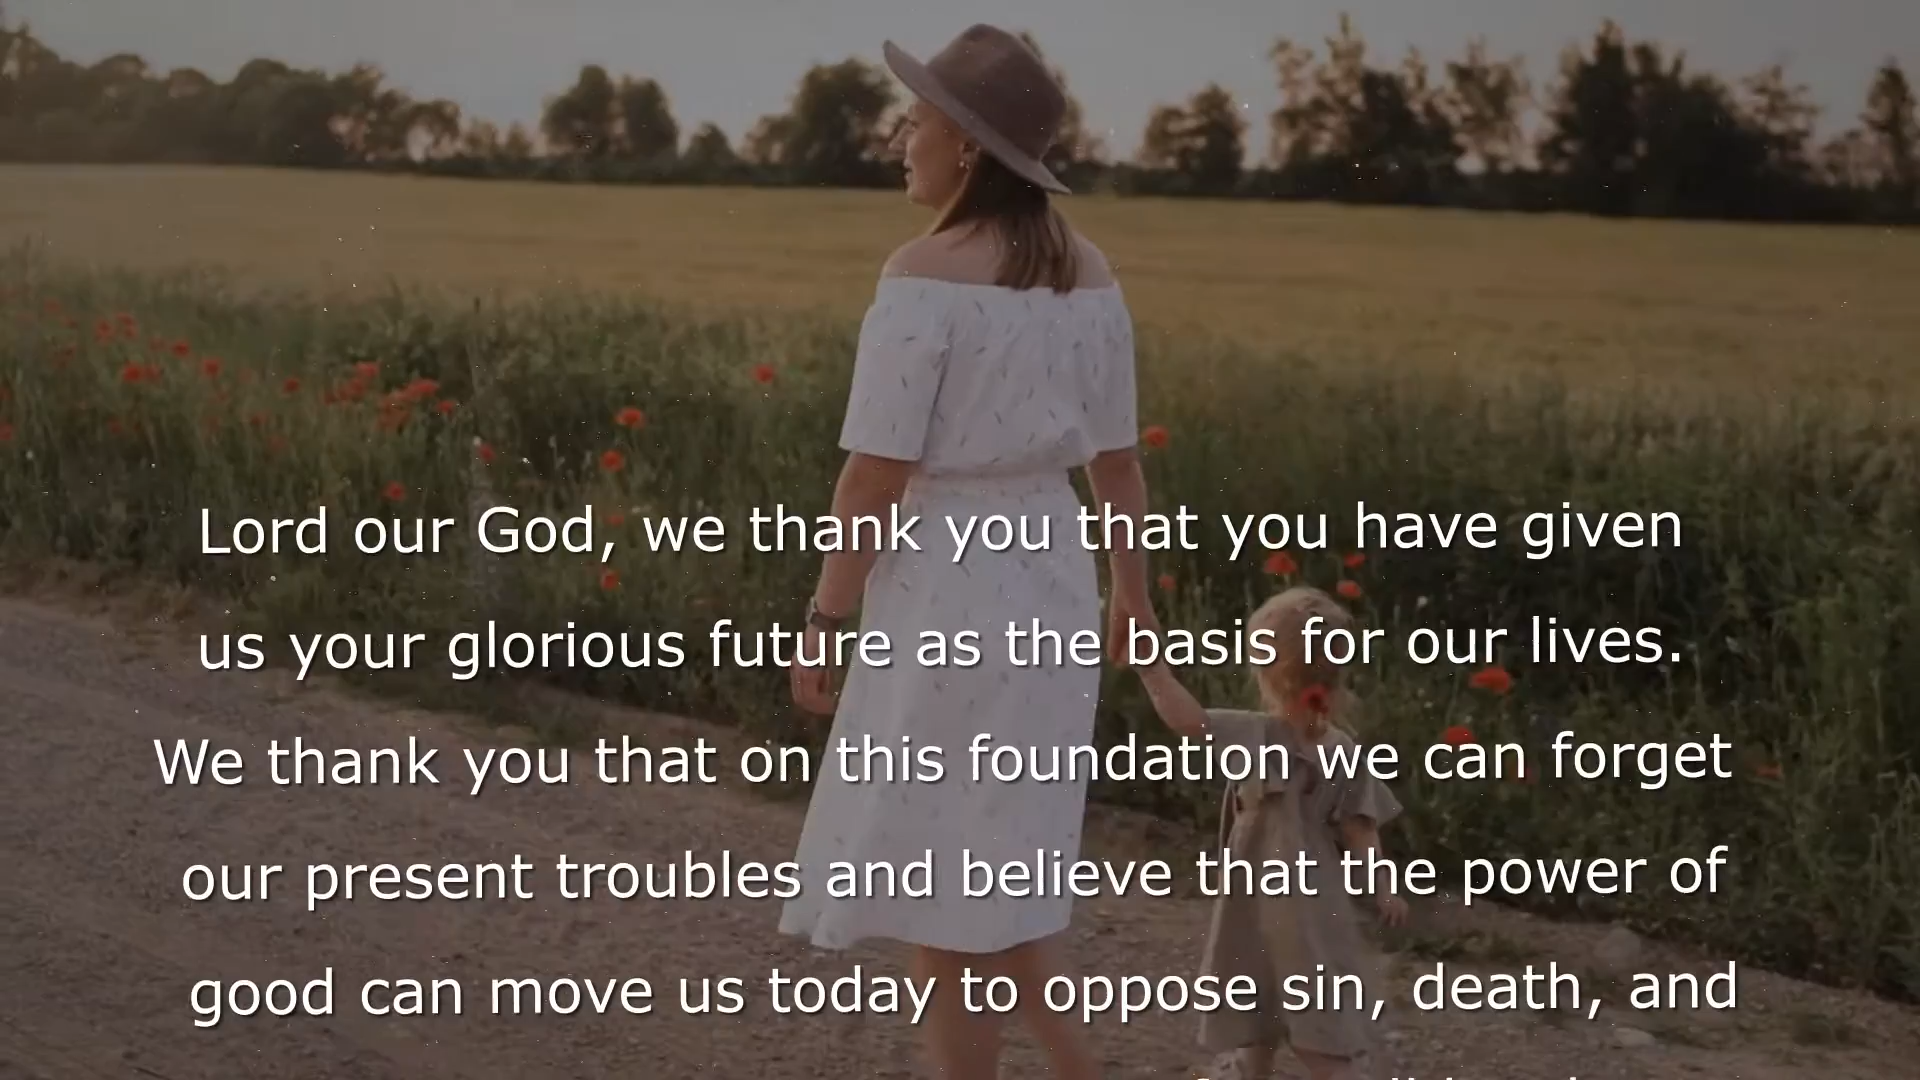 Lord our God, we thank you that you have given
us your glorious future as the basis for our lives.
We thank you that on this foundation we can forget
our present troubles and believe that the power of
good can move us today to oppose sin, death, and